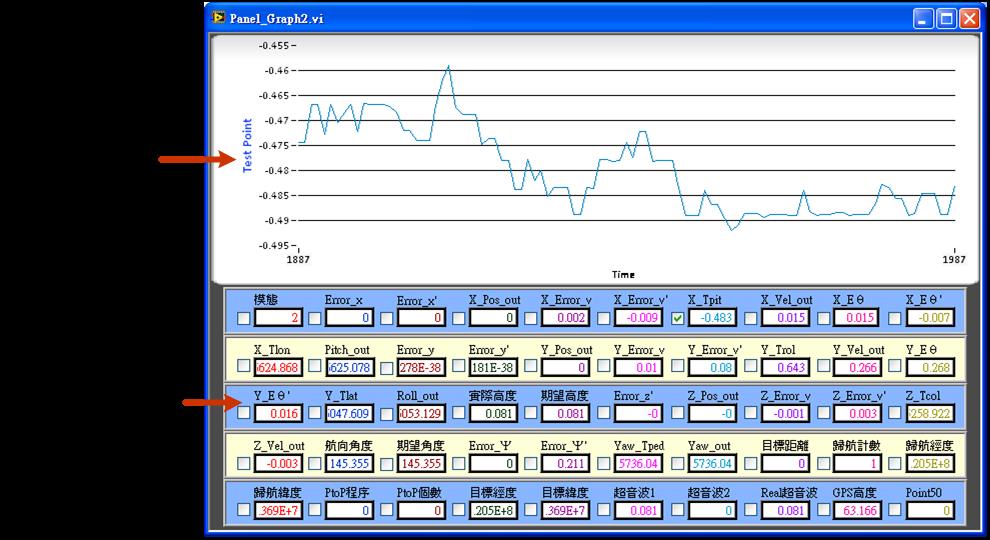 Panel_Graph2.vi
-0.455
-0.46
-0.465
-0.47
-0.475
-0.48
-0.485
-0.49
-0.495
Test Point
1887 1987
Time
模態 Error_x Error_x' X_Pos_out X_Error_v X_Error_v' X_Tpit X_Vel_out X_E θ X_E θ'
2 0 0 0 0.002 -0.009 -0.483 0.015 0.015 -0.007
X_Tlon Pitch_out Error_y Error_y' Y_Pos_out Y_Error_v Y_Error_v' Y_Trol Y_Vel_out Y_E θ
5624.868 5625.078 278E-38 181E-38 0 0.01 0.08 0.643 0.266 0.268
Y_E θ' Y_Tlat Roll_out 實際高度 期望高度 Error_z' Z_Pos_out Z_Error_v Z_Error_v' Z_Tcol
0.016 5047.609 5053.129 0.081 0.081 -0 -0 -0.001 0.003 -258.922
Z_Vel_out 航向角度 期望角度 Error_Ψ Error_Ψ' Yaw_Tped Yaw_out 目標距離 歸航計數 歸航經度
-0.003 145.355 145.355 0 0.211 5736.04 5736.04 0 1 .205E+8
歸航緯度 PtoP程序 PtoP個數 目標經度 目標緯度 超音波1 超音波2 Real超音波 GPS高度 Point50
.369E+7 0 0 .205E+8 .369E+7 0.081 0 0.081 63.166 0